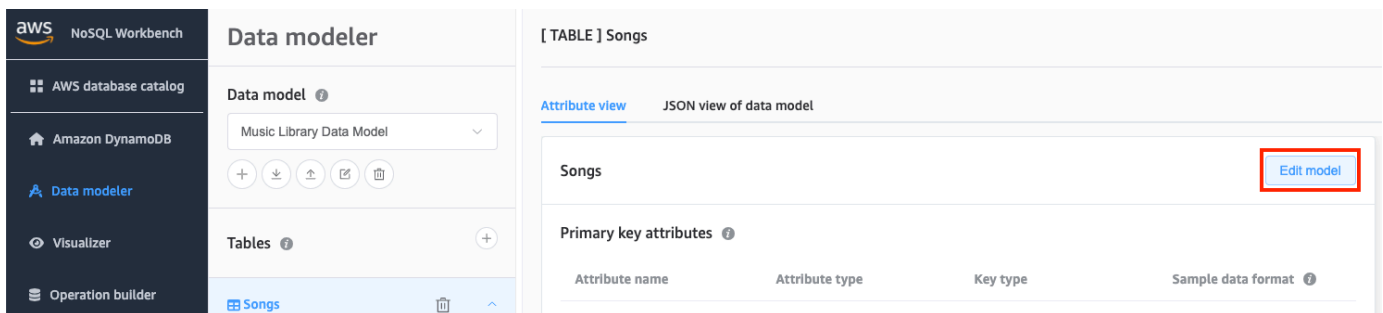 aws
NoSQL Workbench
AWS database catalog
Amazon DynamoDB
Data modeler
Visualizer
Operation builder
Data modeler
Data model
Music Library Data Model
Tables
Songs
[ TABLE ] Songs
Attribute view JSON view of data model
Songs
Edit model
Primary key attributes
Attribute name Attribute type Key type Sample data format